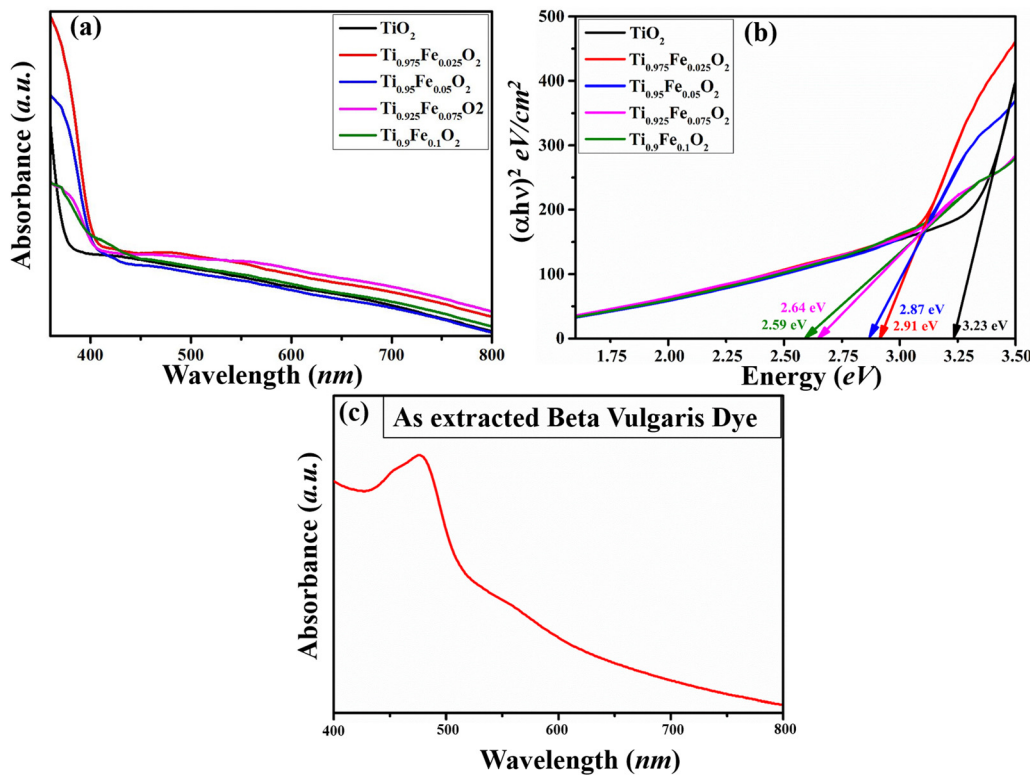 (a)
TiO₂
Ti₀.₉₇₅Fe₀.₀₂₅O₂
Ti₀.₉₅Fe₀.₀₅O₂
Ti₀.₉₂₅Fe₀.₀₇₅O2
Ti₀.₉Fe₀.₁O₂
Absorbance (a.u.)
400 500 600 700 800
Wavelength (nm)
(b)
TiO₂
Ti₀.₉₇₅Fe₀.₀₂₅O₂
Ti₀.₉₅Fe₀.₀₅O₂
Ti₀.₉₂₅Fe₀.₀₇₅O₂
Ti₀.₉Fe₀.₁O₂
(αhν)² eV/cm²
500
400
300
200
100
0
2.64 eV
2.59 eV
2.87 eV
2.91 eV
3.23 eV
1.75 2.00 2.25 2.50 2.75 3.00 3.25 3.50
Energy (eV)
(c)
As extracted Beta Vulgaris Dye
Absorbance (a.u.)
400 500 600 700 800
Wavelength (nm)